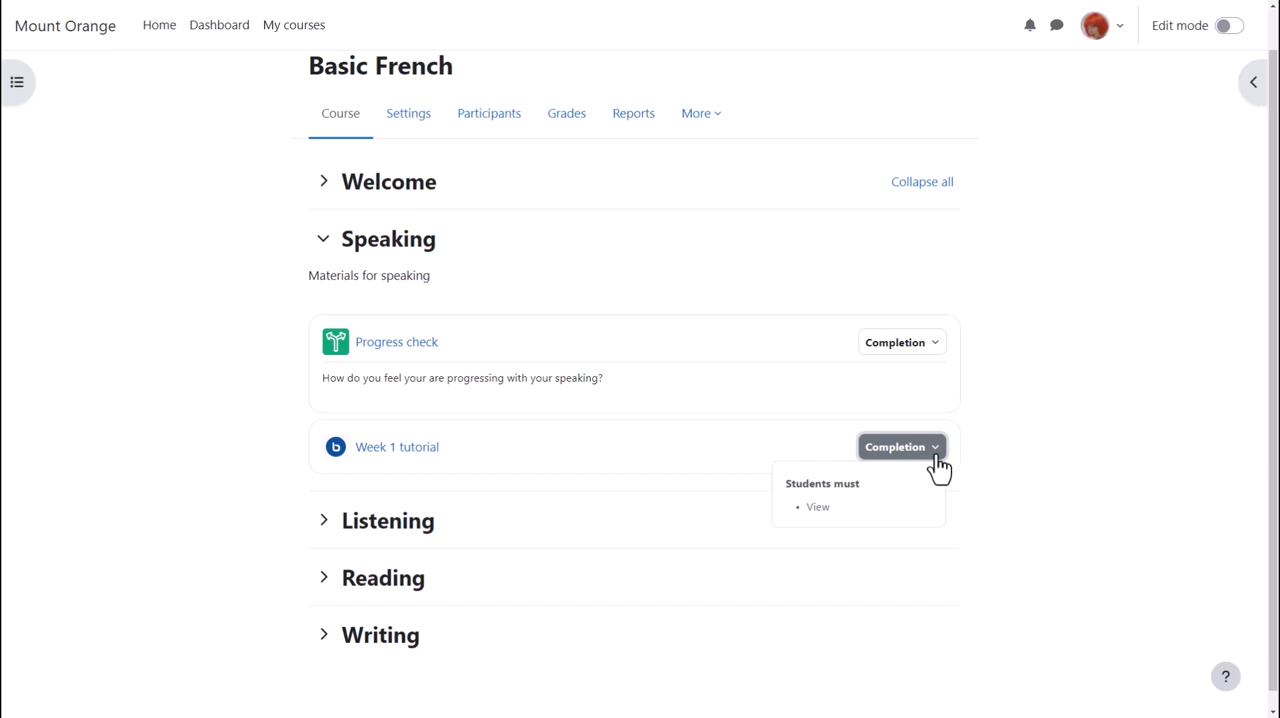 Mount Orange Home Dashboard My courses Edit mode
Basic French
Course Settings Participants Grades Reports More
Welcome Collapse all
Speaking
Materials for speaking
Progress check Completion
How do you feel your are progressing with your speaking?
b Week 1 tutorial Completion
Students must
• View
Listening
Reading
Writing
?